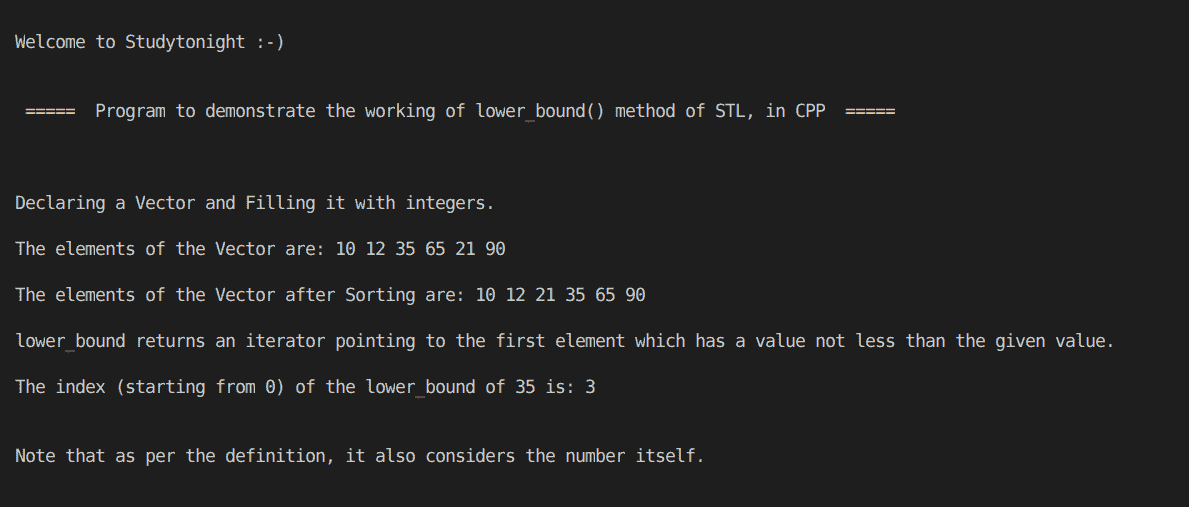 Welcome to Studytonight :-)
===== Program to demonstrate the working of lower_bound() method of STL, in CPP =====
Declaring a Vector and Filling it with integers.
The elements of the Vector are: 10 12 35 65 21 90
The elements of the Vector after Sorting are: 10 12 21 35 65 90
lower_bound returns an iterator pointing to the first element which has a value not less than the given value.
The index (starting from 0) of the lower_bound of 35 is: 3
Note that as per the definition, it also considers the number itself.